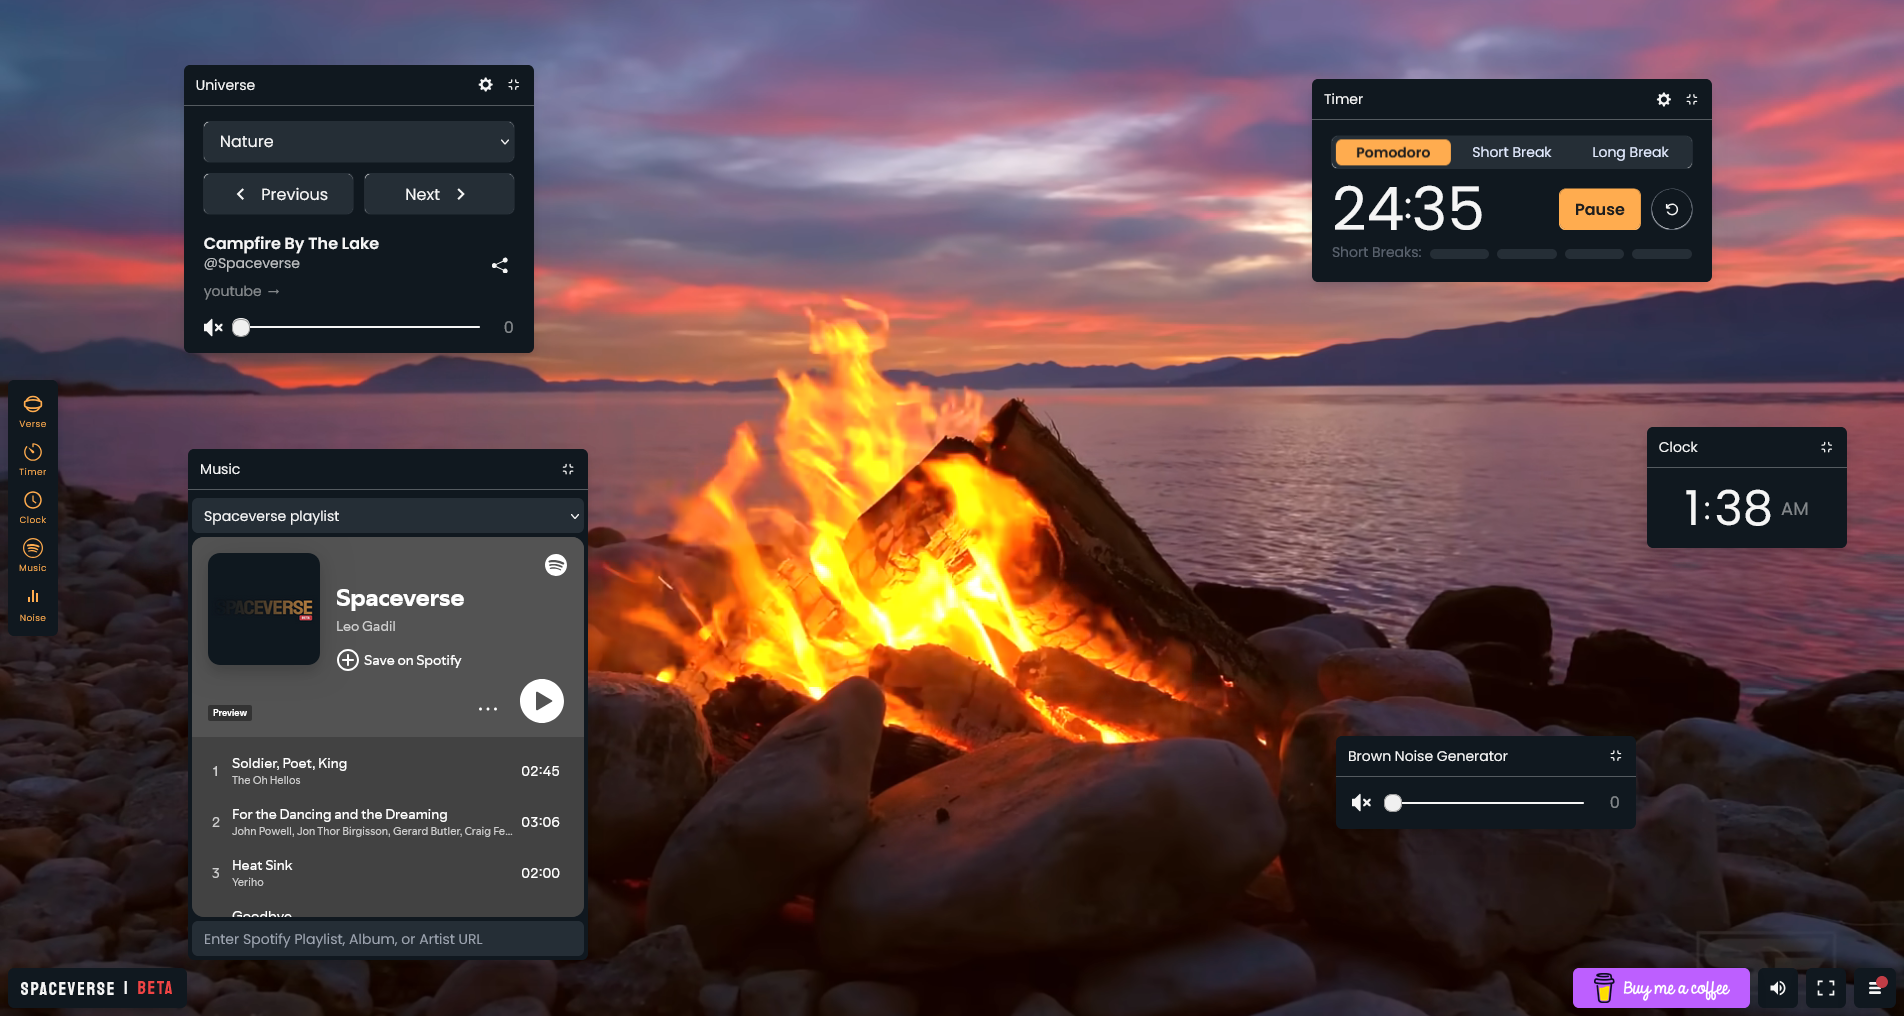 Universe
Nature
Previous
Next
Campfire By The Lake
@Spaceverse
youtube →
0
Timer
Pomodoro
Short Break
Long Break
24:35
Pause
Short Breaks:
Verse
Timer
Clock
Music
Noise
Music
Spaceverse playlist
SPACEVERSE
BETA
Spaceverse
Leo Gadil
Save on Spotify
Preview
1
Soldier, Poet, King
02:45
The Oh Hellos
2
For the Dancing and the Dreaming
03:06
John Powell, Jon Thor Birgisson, Gerard Butler, Craig Fe...
3
Heat Sink
02:00
Yeriho
Goodbye
Enter Spotify Playlist, Album, or Artist URL
Clock
1:38 AM
Brown Noise Generator
0
SPACEVERSE | BETA
Buy me a coffee